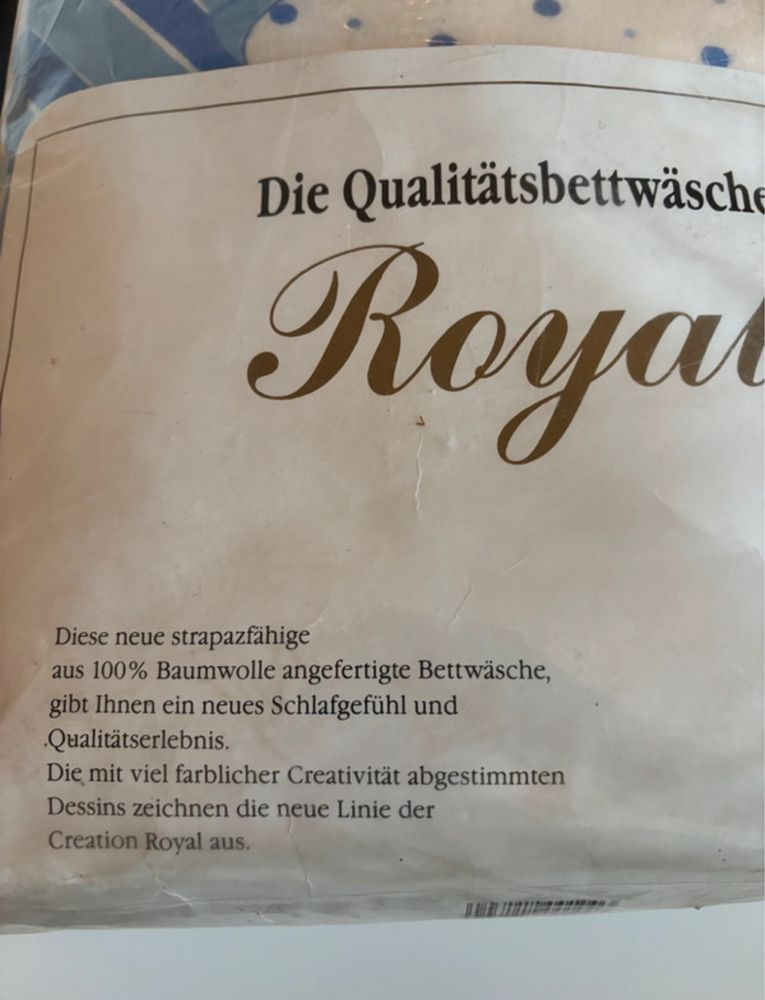 Die Qualitätsbettwäsche
Royal
Diese neue strapazfähige
aus 100% Baumwolle angefertigte Bettwäsche,
gibt Ihnen ein neues Schlafgefühl und
Qualitätserlebnis.
Die mit viel farblicher Creativität abgestimmten
Dessins zeichnen die neue Linie der
Creation Royal aus.